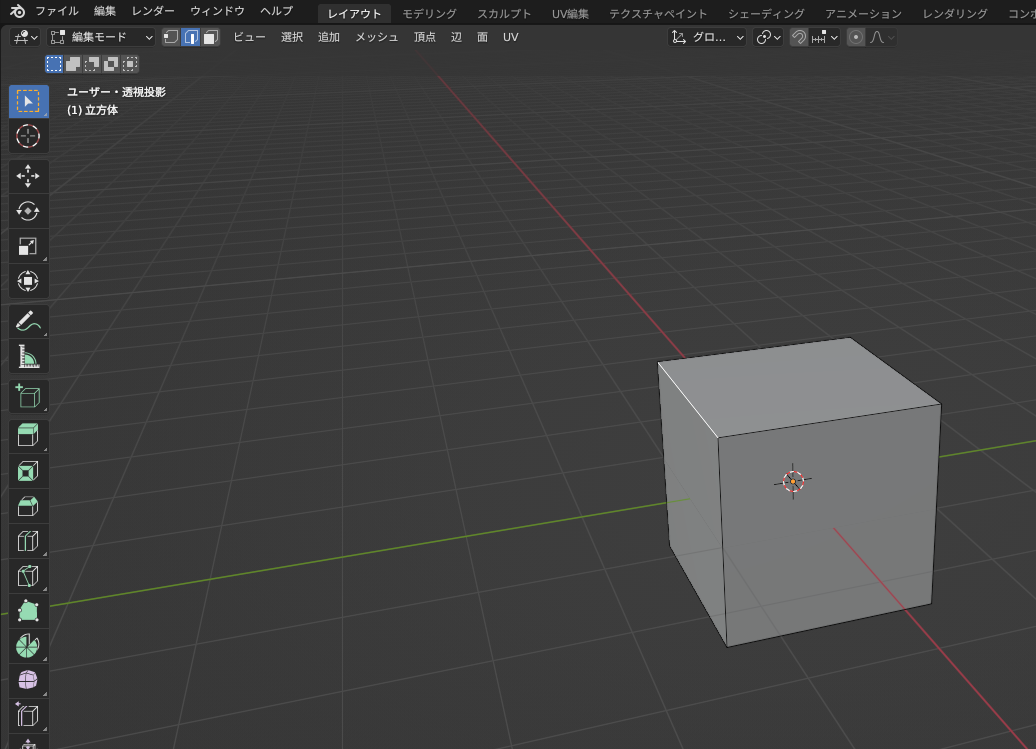 ファイル 編集 レンダー ウィンドウ ヘルプ レイアウト モデリング スカルプト UV編集 テクスチャペイント シェーディング アニメーション レンダリング コンポ
編集モード ビュー 選択 追加 メッシュ 頂点 辺 面 UV グロ...
ユーザー・透視投影
(1) 立方体